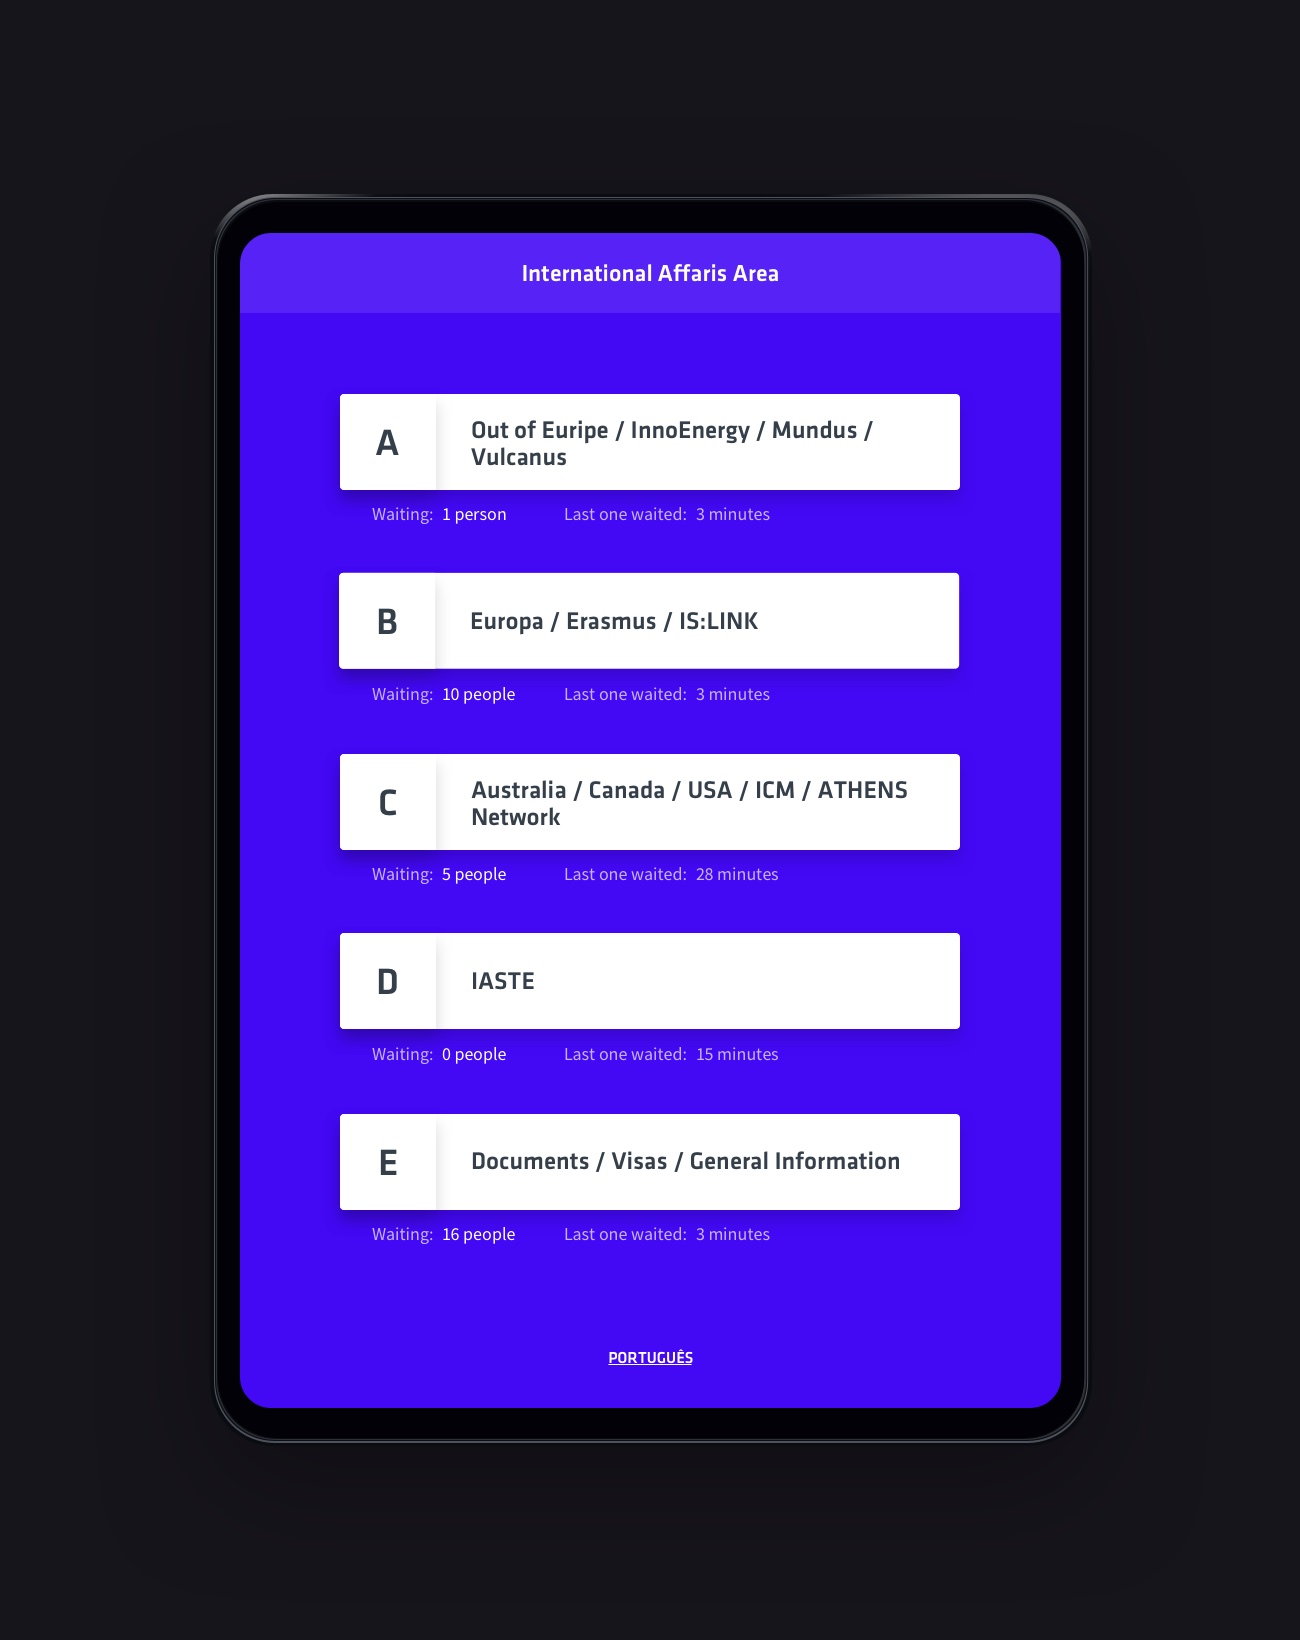 International Affaris Area
A
Out of Euripe / InnoEnergy / Mundus /
Vulcanus
Waiting: 1 person Last one waited: 3 minutes
B
Europa / Erasmus / IS:LINK
Waiting: 10 people Last one waited: 3 minutes
C
Australia / Canada / USA / ICM / ATHENS
Network
Waiting: 5 people Last one waited: 28 minutes
D
IASTE
Waiting: 0 people Last one waited: 15 minutes
E
Documents / Visas / General Information
Waiting: 16 people Last one waited: 3 minutes
PORTUGUÊS